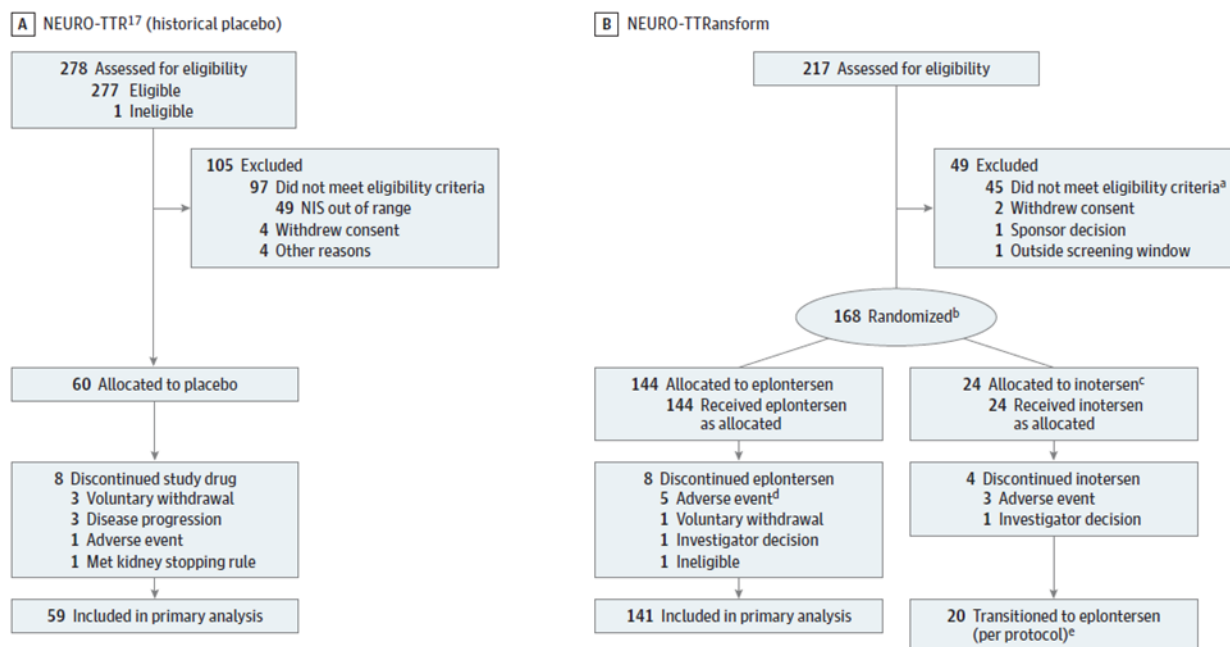 A NEURO-TTR17 (historical placebo)
278 Assessed for eligibility
277 Eligible
1 Ineligible
105 Excluded
97 Did not meet eligibility criteria
49 NIS out of range
4 Withdrew consent
4 Other reasons
60 Allocated to placebo
8 Discontinued study drug
3 Voluntary withdrawal
3 Disease progression
1 Adverse event
1 Met kidney stopping rule
59 Included in primary analysis
B NEURO-TTRansform
217 Assessed for eligibility
49 Excluded
45 Did not meet eligibility criteriaa
2 Withdrew consent
1 Sponsor decision
1 Outside screening window
168 Randomizedb
144 Allocated to eplontersen
144 Received eplontersen
as allocated
8 Discontinued eplontersen
5 Adverse eventd
1 Voluntary withdrawal
1 Investigator decision
1 Ineligible
141 Included in primary analysis
24 Allocated to inotersenc
24 Received inotersen
as allocated
4 Discontinued inotersen
3 Adverse event
1 Investigator decision
20 Transitioned to eplontersen
(per protocol)e